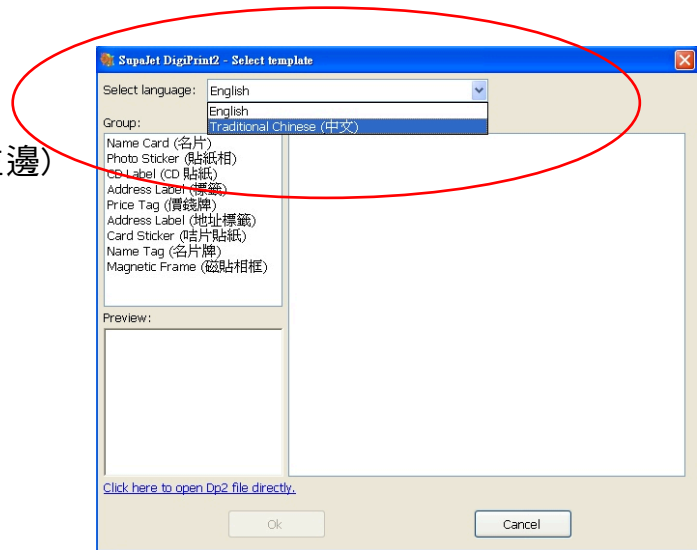 SupaJet DigiPrint2 - Select template
Select language: English
English
Traditional Chinese (中文)
Group:
Name Card (名片)
Photo Sticker (貼紙相)
CD Label (CD 貼紙)
Address Label (標籤)
Price Tag (價錢牌)
Address Label (地址標籤)
Card Sticker (咭片貼紙)
Name Tag (名片牌)
Magnetic Frame (磁貼相框)
邊)
Preview:
Click here to open Dp2 file directly.
Ok
Cancel